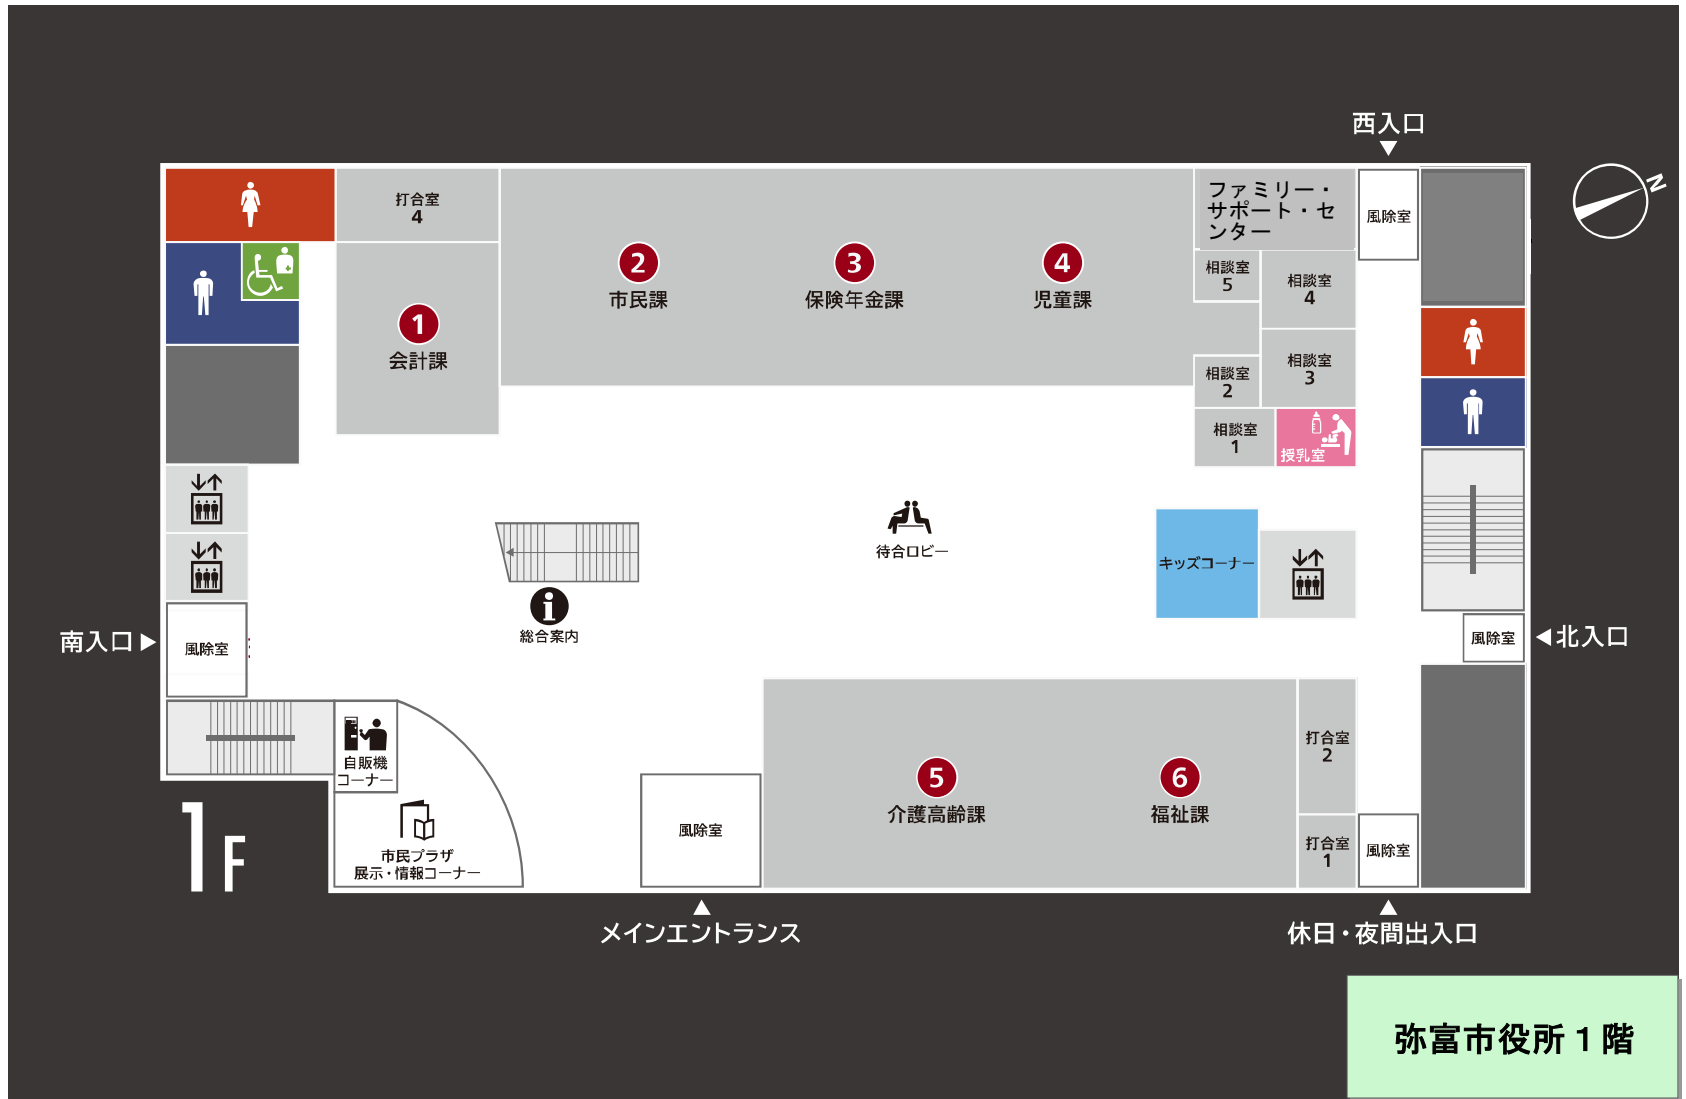 西入口
N
打合室
4
ファミリー・
サポート・セ
ンター
風除室
2
市民課
3
保険年金課
4
児童課
相談室
5
相談室
4
1
会計課
相談室
3
相談室
2
相談室
1
授乳室
待合ロビー
キッズコーナー
i
総合案内
南入口
風除室
風除室
北入口
自販機
コーナー
市民プラザ
展示・情報コーナー
風除室
5
介護高齢課
6
福祉課
打合室
2
打合室
1
風除室
1F
メインエントランス
休日・夜間出入口
弥富市役所1階